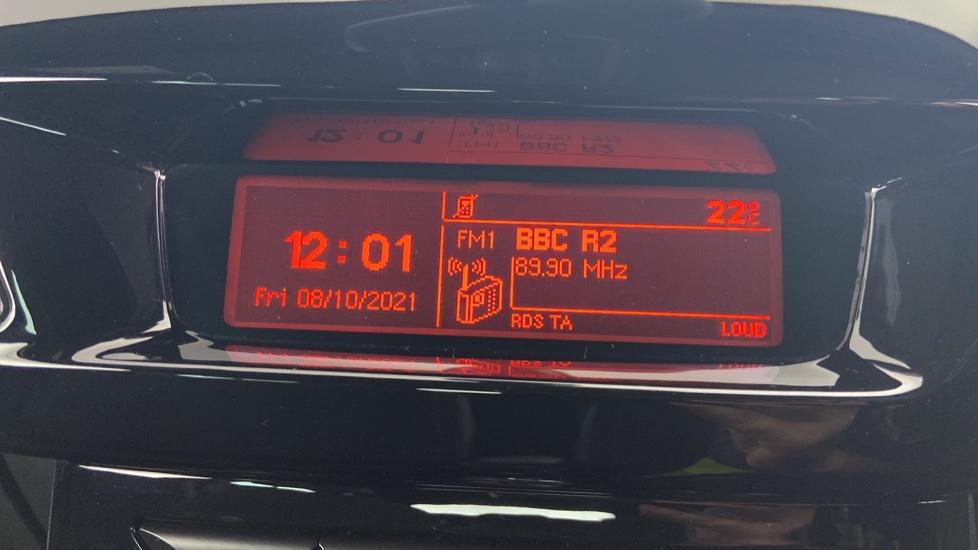 12:01
Fri 08/10/2021
22°C
FM1 BBC R2
89.90 MHz
RDS TA
LOUD